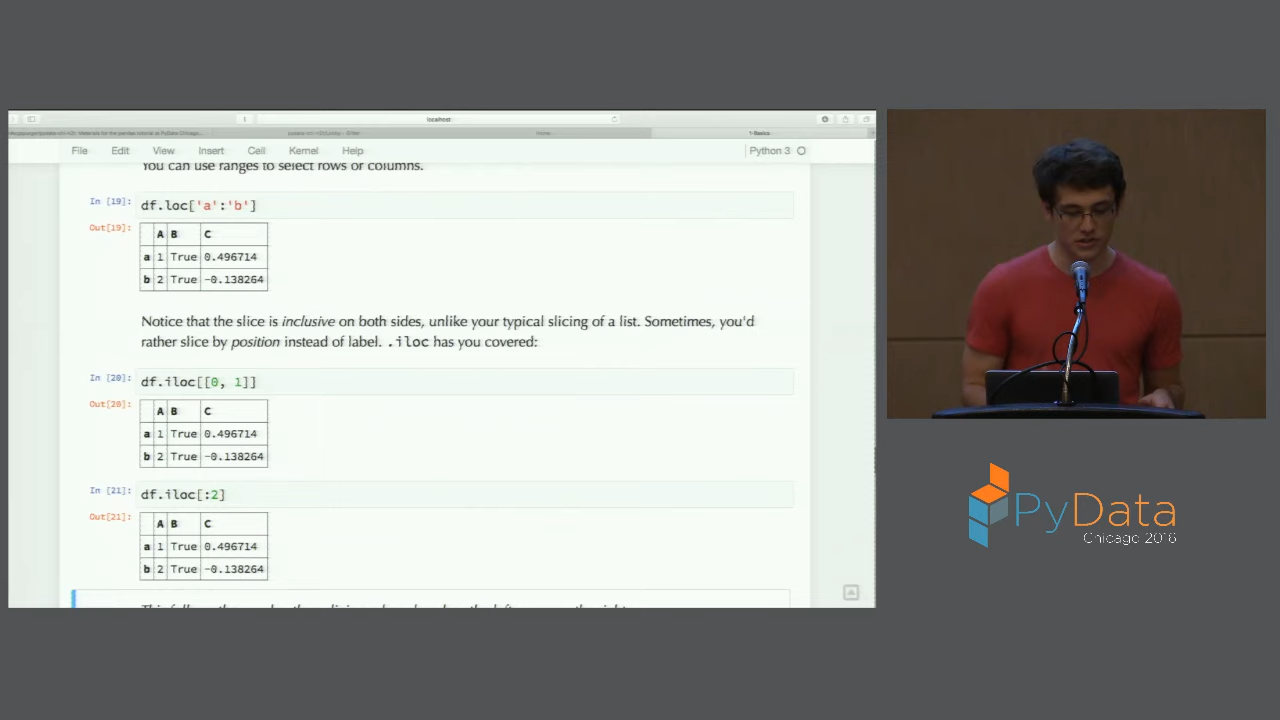 localhost
Home
1-Basics
File Edit View Insert Cell Kernel Help Python 3
You can use ranges to select rows or columns.
In [19]: df.loc['a':'b']
Out[19]:
A B C
a 1 True 0.496714
b 2 True -0.138264
Notice that the slice is inclusive on both sides, unlike your typical slicing of a list. Sometimes, you'd
rather slice by position instead of label. .iloc has you covered:
In [20]: df.iloc[[0, 1]]
Out[20]:
A B C
a 1 True 0.496714
b 2 True -0.138264
In [21]: df.iloc[:2]
Out[21]:
A B C
a 1 True 0.496714
b 2 True -0.138264
PyData
Chicago 2016